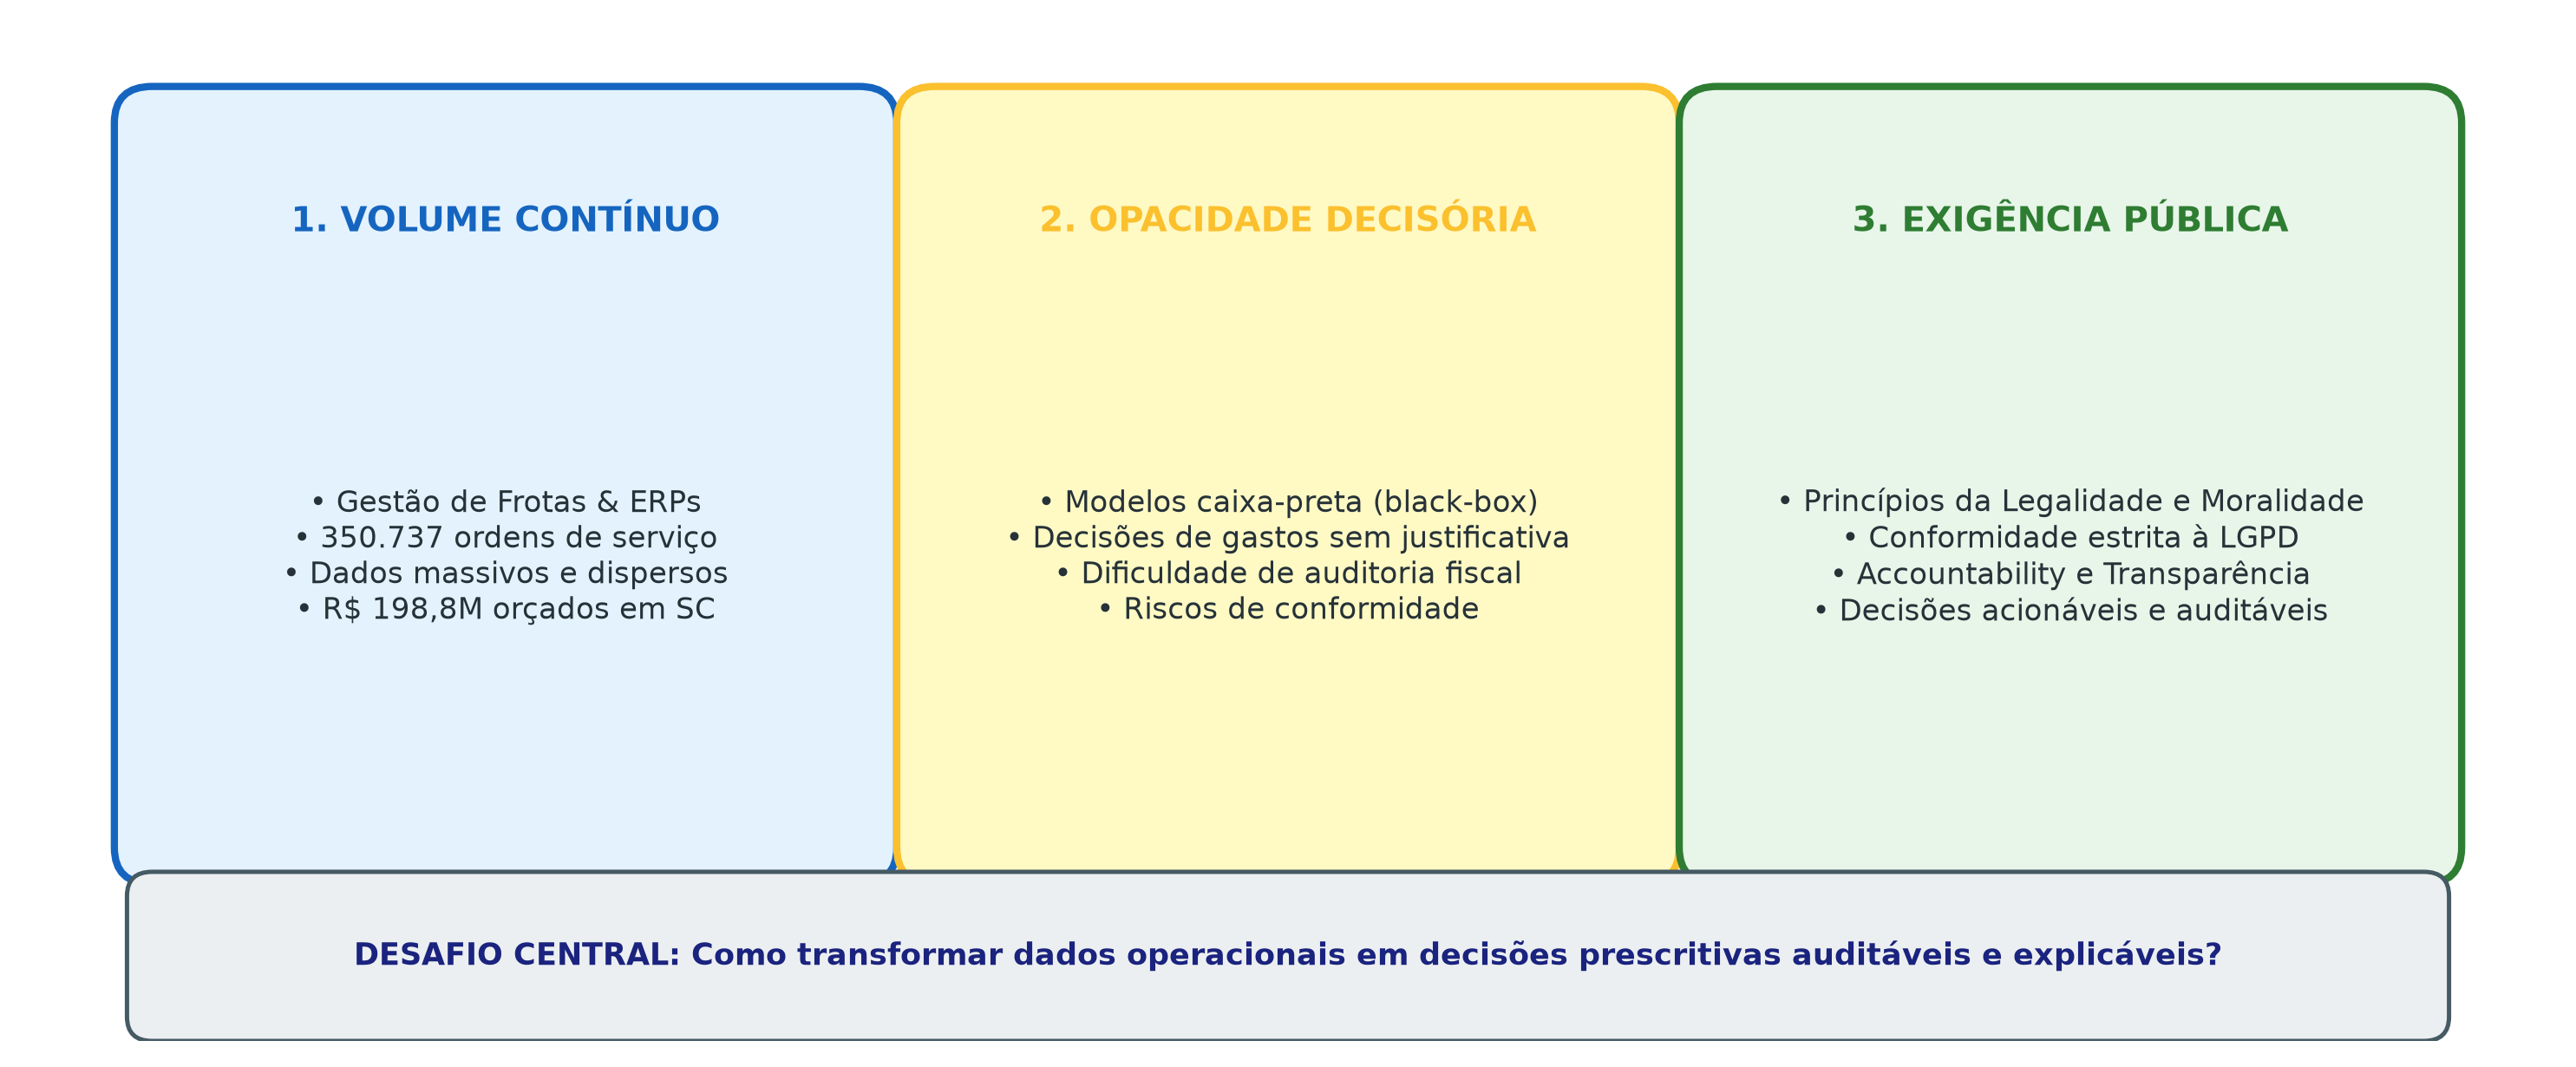 1. VOLUME CONTÍNUO
• Gestão de Frotas & ERPs
• 350.737 ordens de serviço
• Dados massivos e dispersos
• R$ 198,8M orçados em SC
2. OPACIDADE DECISÓRIA
• Modelos caixa-preta (black-box)
• Decisões de gastos sem justificativa
• Dificuldade de auditoria fiscal
• Riscos de conformidade
3. EXIGÊNCIA PÚBLICA
• Princípios da Legalidade e Moralidade
• Conformidade estrita à LGPD
• Accountability e Transparência
• Decisões acionáveis e auditáveis
DESAFIO CENTRAL: Como transformar dados operacionais em decisões prescritivas auditáveis e explicáveis?